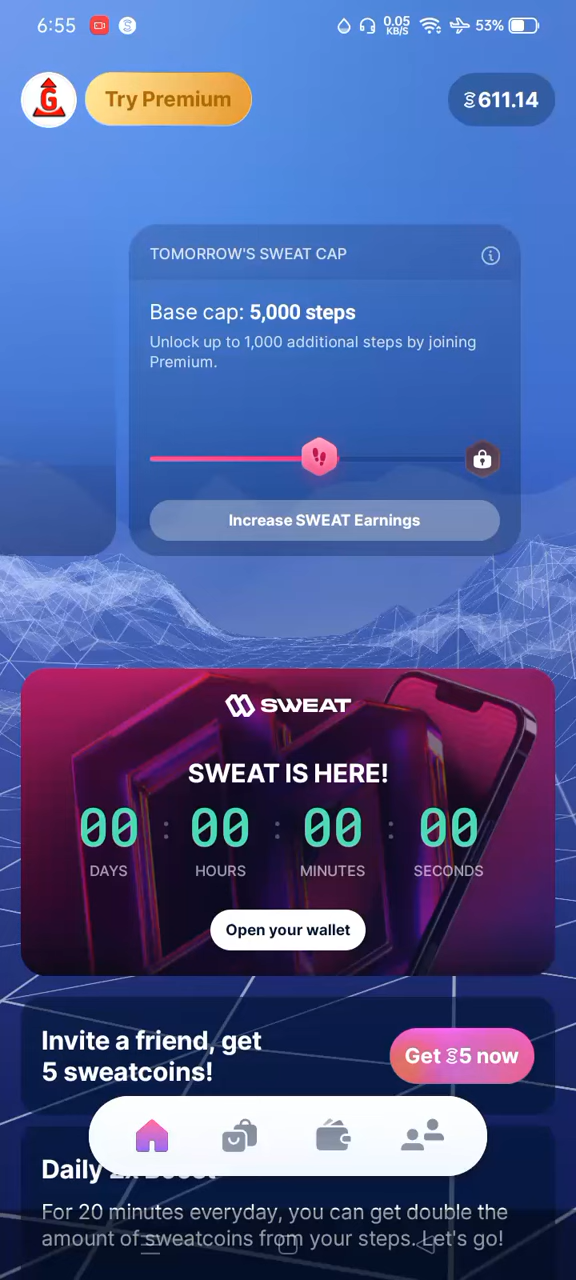 6:55
0.05
KB/S
53%
G
Try Premium
611.14
TOMORROW'S SWEAT CAP
Base cap: 5,000 steps
Unlock up to 1,000 additional steps by joining
Premium.
Increase SWEAT Earnings
SWEAT
SWEAT IS HERE!
00 : 00 : 00 : 00
DAYS HOURS MINUTES SECONDS
Open your wallet
Invite a friend, get
5 sweatcoins!
Get 5 now
Daily
For 20 minutes everyday, you can get double the
amount of sweatcoins from your steps. Let's go!